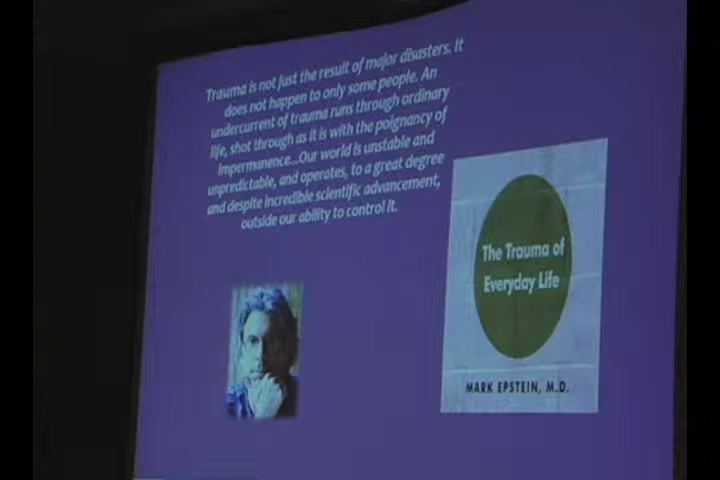 Trauma is not just the result of major disasters. It
does not happen to only some people. An
undercurrent of trauma runs through ordinary
life, shot through as it is with the poignancy of
impermanence...Our world is unstable and
unpredictable, and operates, to a great degree
and despite incredible scientific advancement,
outside our ability to control it.
The Trauma of
Everyday Life
MARK EPSTEIN, M.D.